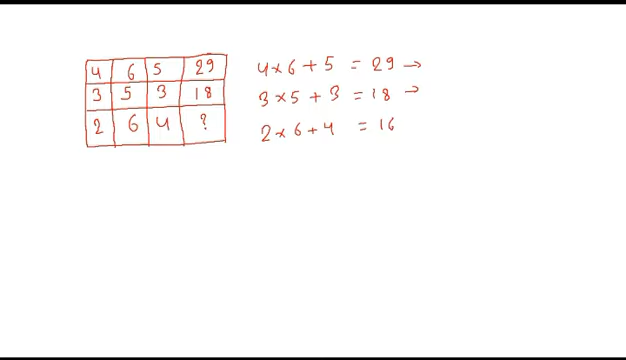 4 6 5 29 4×6+5 = 29 →
3 5 3 18 3×5+3 = 18 →
2 6 4 ? 2×6+4 = 16